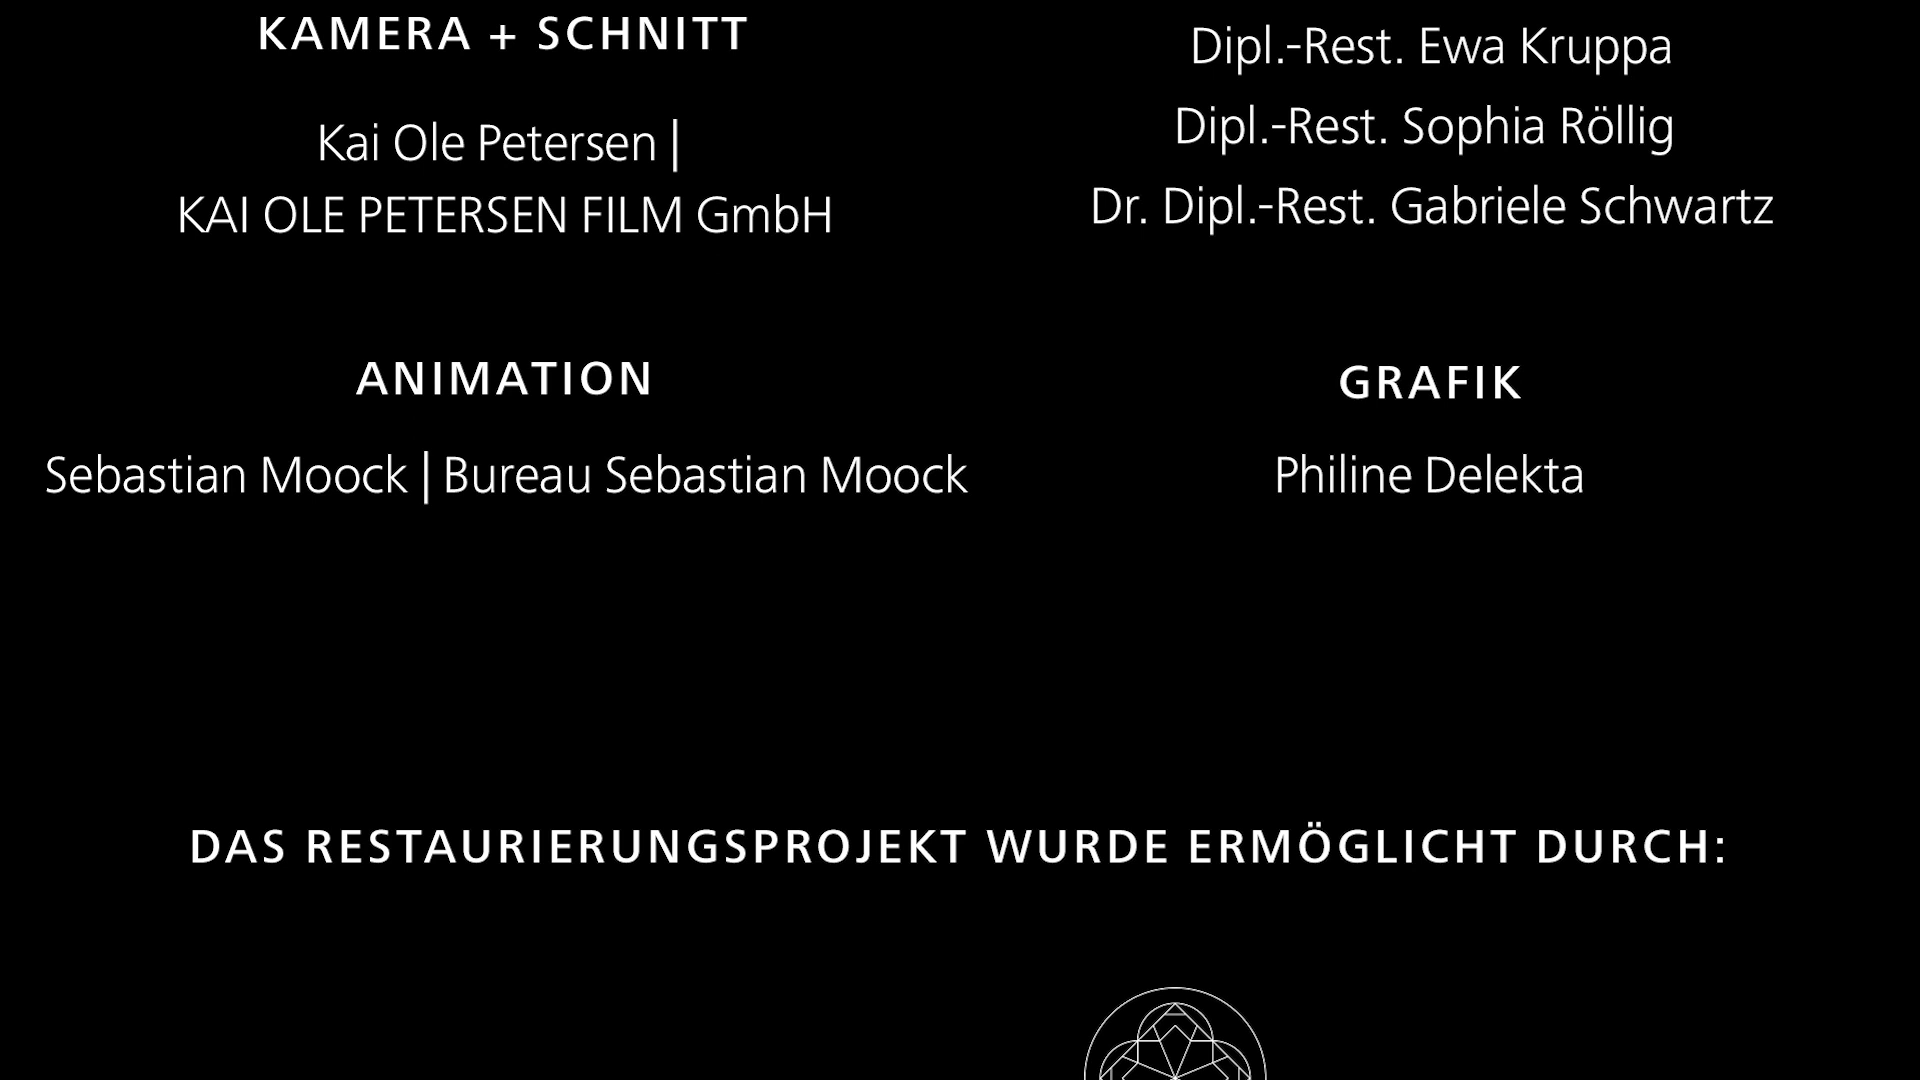 KAMERA + SCHNITT
Kai Ole Petersen |
KAI OLE PETERSEN FILM GmbH
Dipl.-Rest. Ewa Kruppa
Dipl.-Rest. Sophia Röllig
Dr. Dipl.-Rest. Gabriele Schwartz
ANIMATION
Sebastian Moock | Bureau Sebastian Moock
GRAFIK
Philine Delekta
DAS RESTAURIERUNGSPROJEKT WURDE ERMÖGLICHT DURCH: